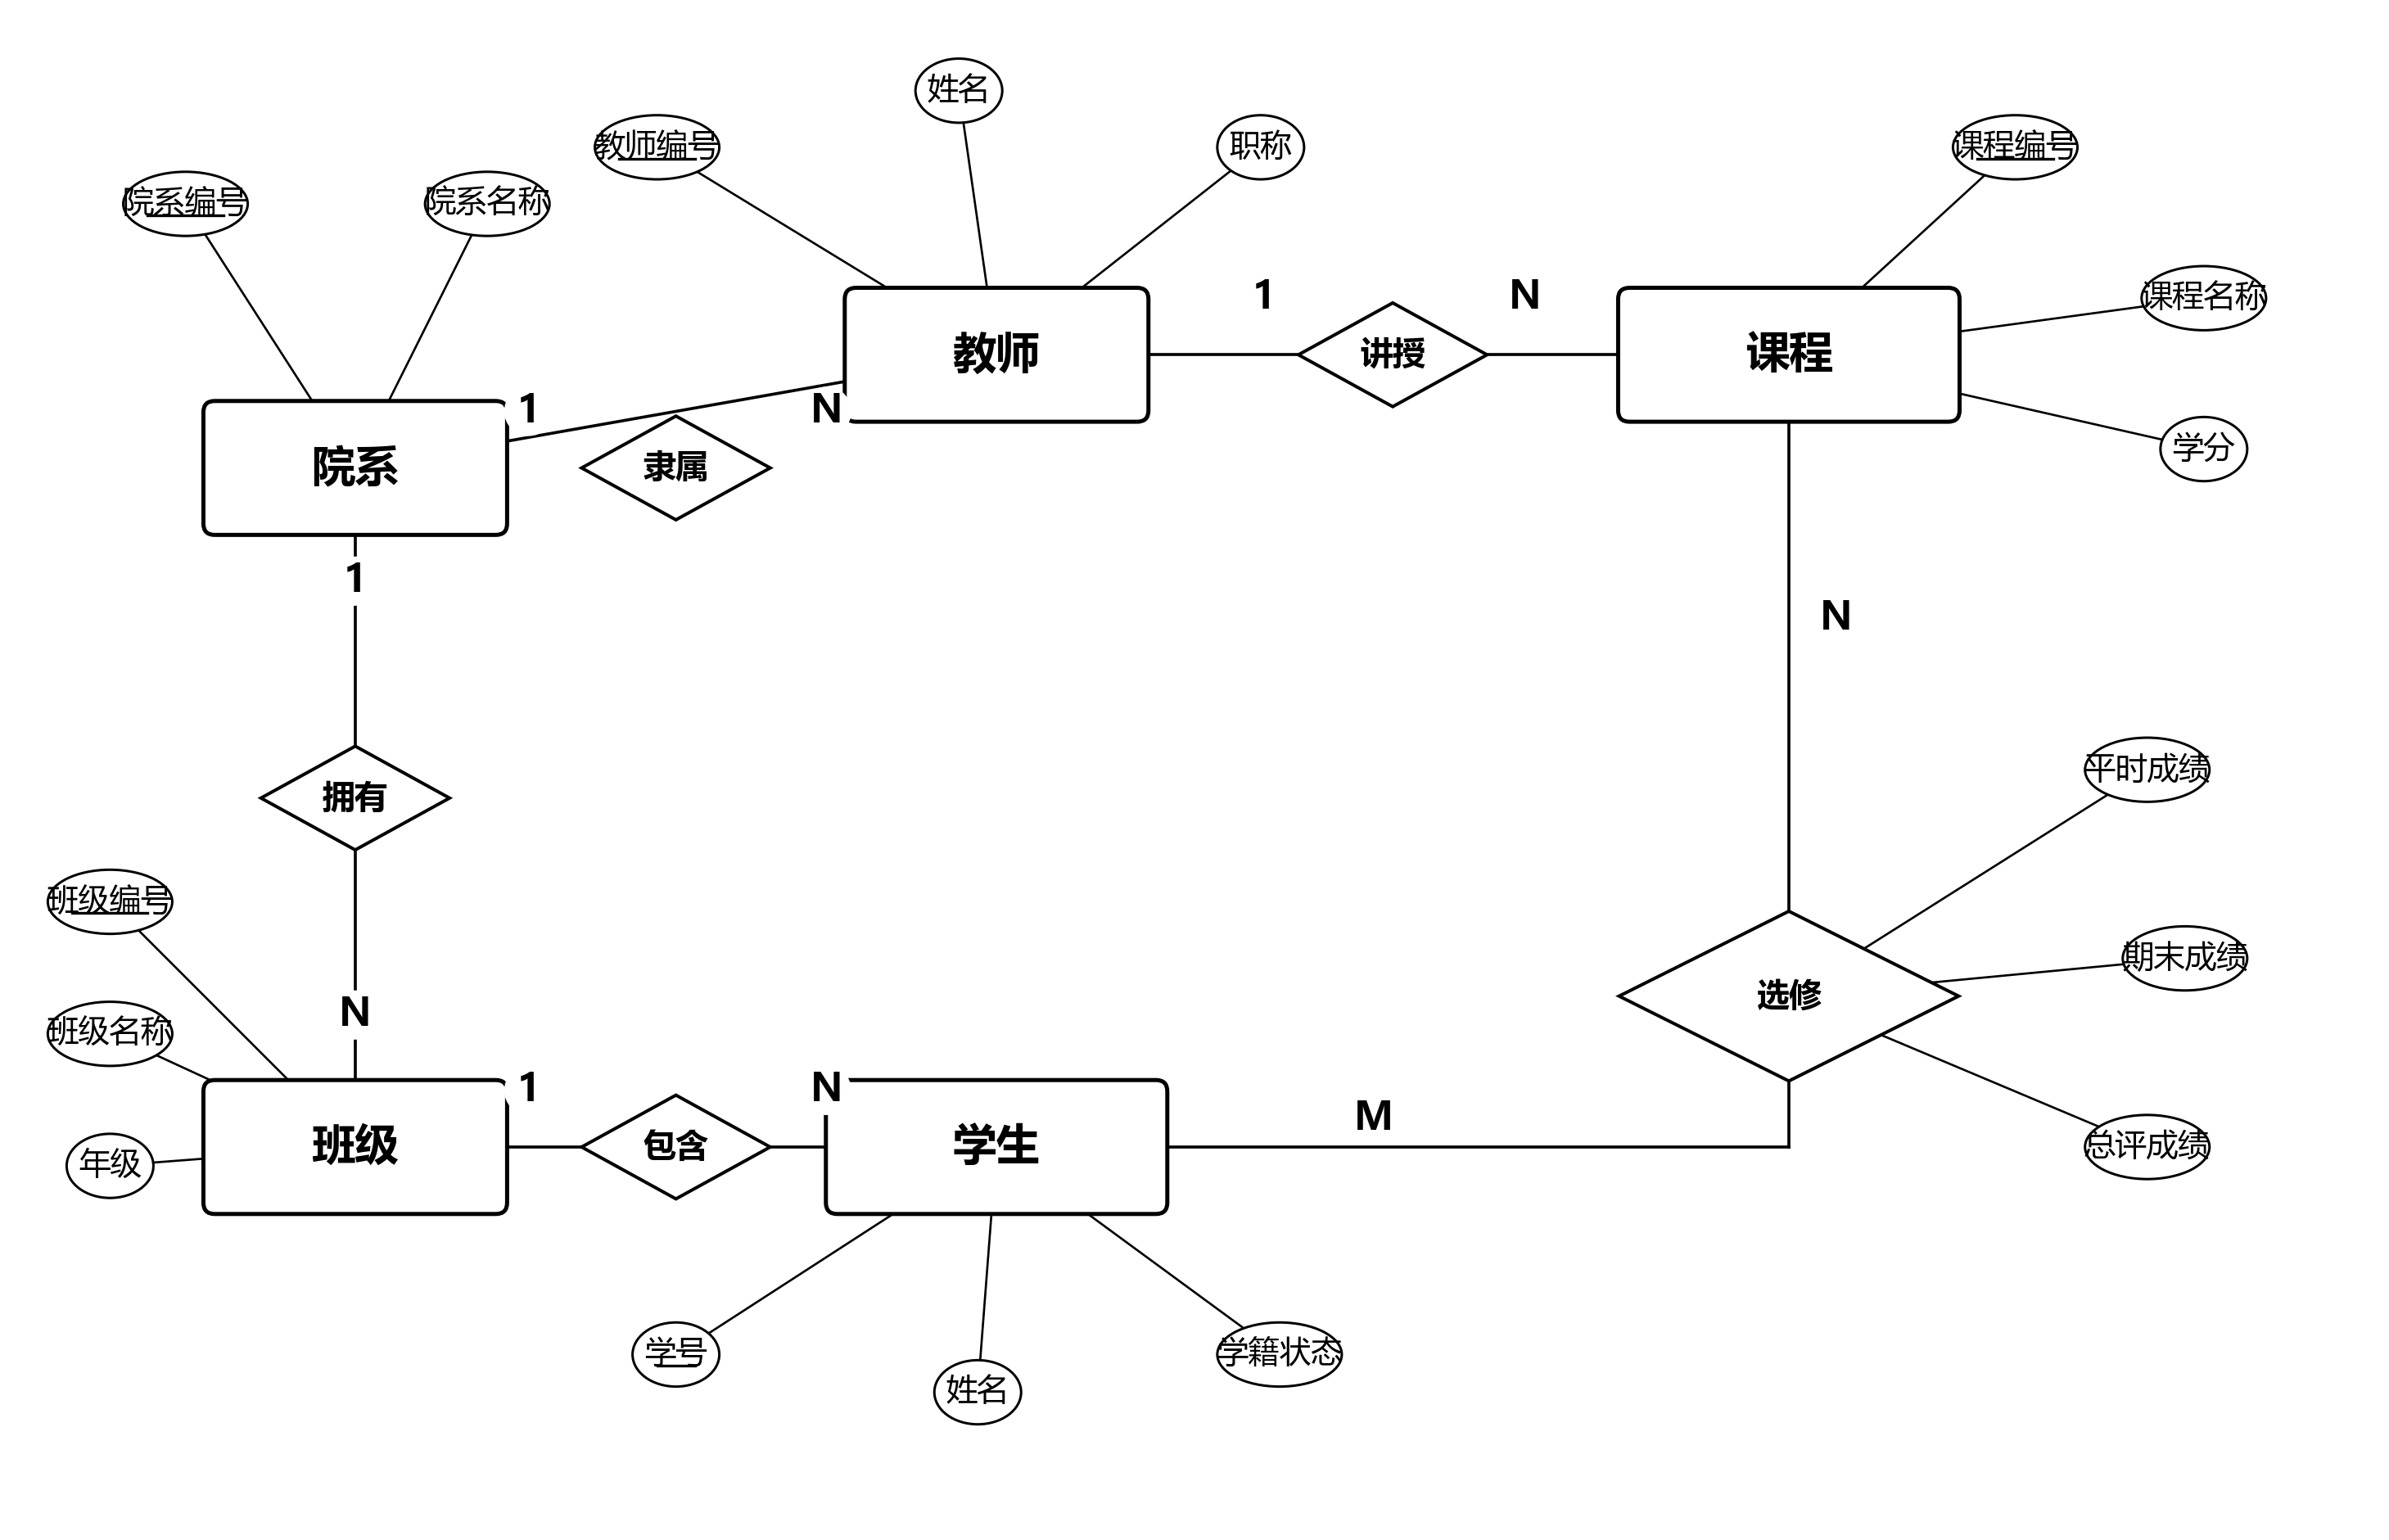 姓名
教师编号
职称
课程编号
院系编号
院系名称
课程名称
1
N
教师
讲授
课程
1
N
学分
院系
隶属
1
N
平时成绩
拥有
班级编号
期末成绩
选修
N
班级名称
1
N
M
班级
包含
学生
总评成绩
年级
学号
学籍状态
姓名